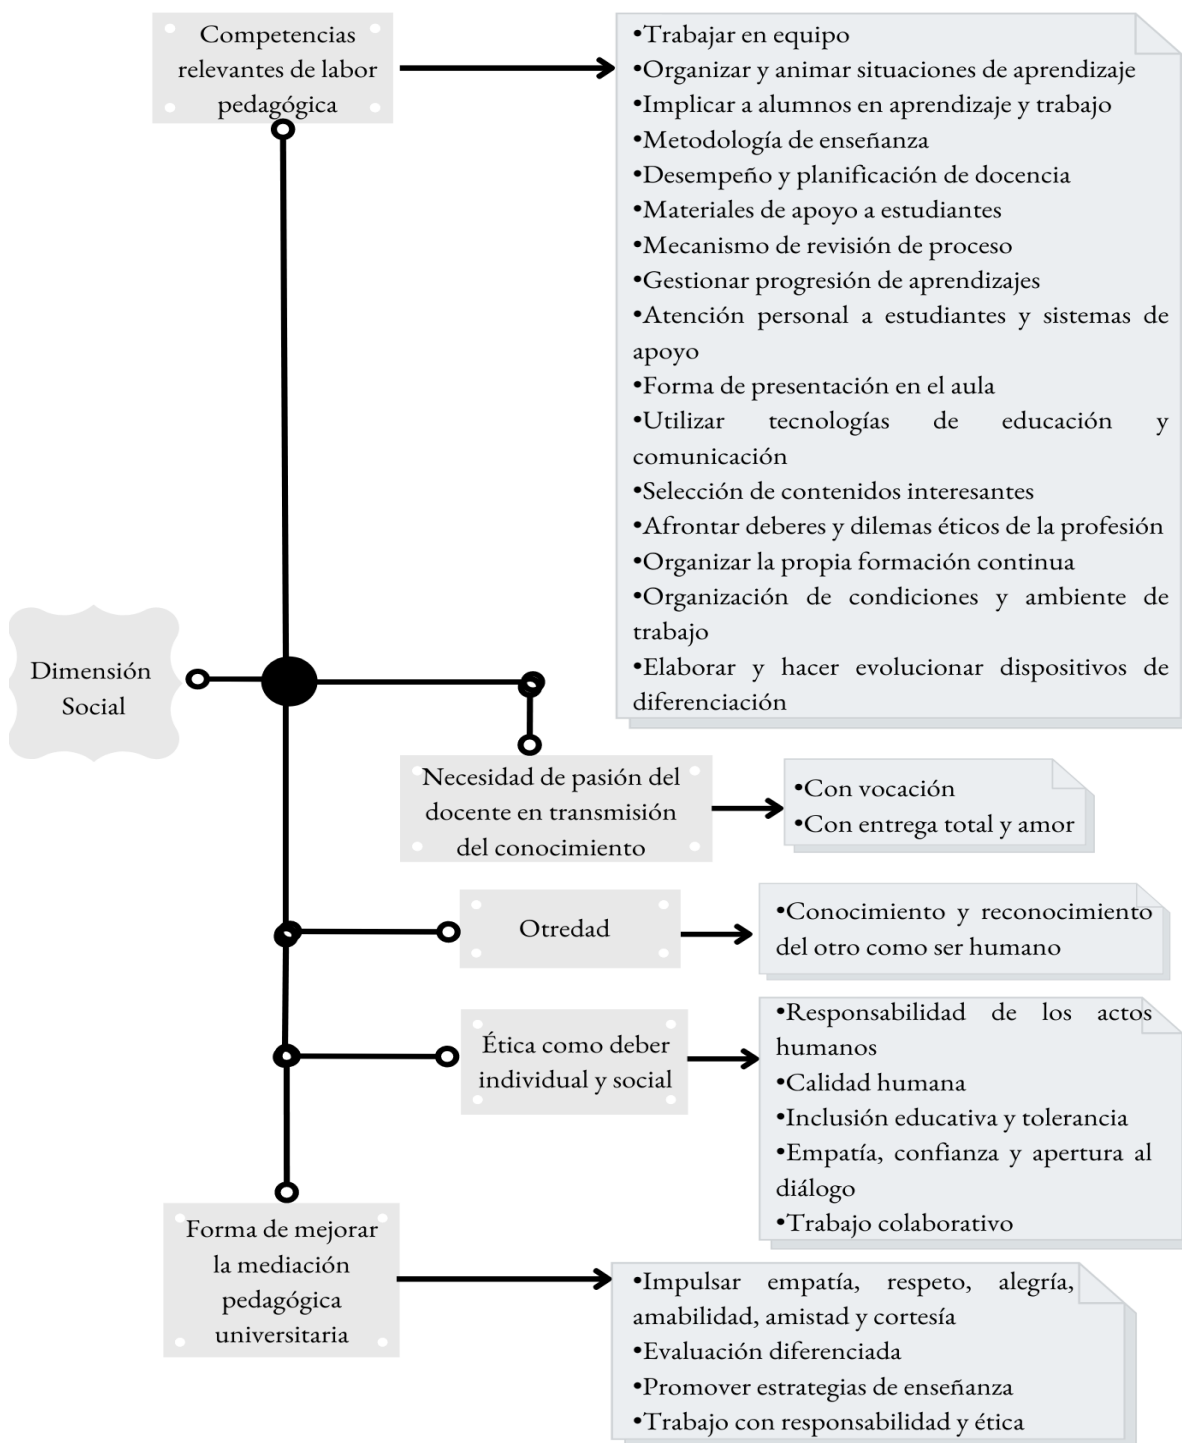 Competencias
relevantes de labor
pedagógica
•Trabajar en equipo
•Organizar y animar situaciones de aprendizaje
•Implicar a alumnos en aprendizaje y trabajo
•Metodología de enseñanza
•Desempeño y planificación de docencia
•Materiales de apoyo a estudiantes
•Mecanismo de revisión de proceso
•Gestionar progresión de aprendizajes
•Atención personal a estudiantes y sistemas de
apoyo
•Forma de presentación en el aula
•Utilizar tecnologías de educación y
comunicación
•Selección de contenidos interesantes
•Afrontar deberes y dilemas éticos de la profesión
•Organizar la propia formación continua
•Organización de condiciones y ambiente de
trabajo
•Elaborar y hacer evolucionar dispositivos de
diferenciación
Dimensión
Social
Necesidad de pasión del
docente en transmisión
del conocimiento
•Con vocación
•Con entrega total y amor
Otredad
•Conocimiento y reconocimiento
del otro como ser humano
Ética como deber
individual y social
•Responsabilidad de los actos
humanos
•Calidad humana
•Inclusión educativa y tolerancia
•Empatía, confianza y apertura al
diálogo
•Trabajo colaborativo
Forma de mejorar
la mediación
pedagógica
universitaria
•Impulsar empatía, respeto, alegría,
amabilidad, amistad y cortesía
•Evaluación diferenciada
•Promover estrategias de enseñanza
•Trabajo con responsabilidad y ética